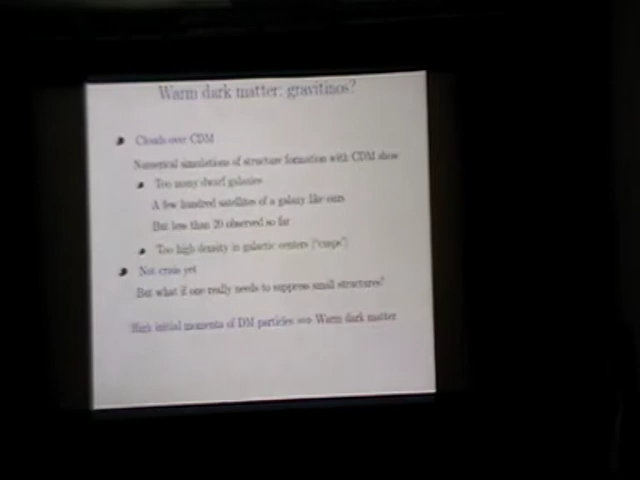 Warm dark matter: gravitinos?
Clouds over CDM
Numerical simulations of structure formation with CDM show
Too many dwarf galaxies
A few hundred satellites of a galaxy like ours
But less than 20 observed so far
Too high density in galactic centers ("cusps")
Not crisis yet
But what if one really needs to suppress small structures?
High initial momenta of DM particles ⟹ Warm dark matter